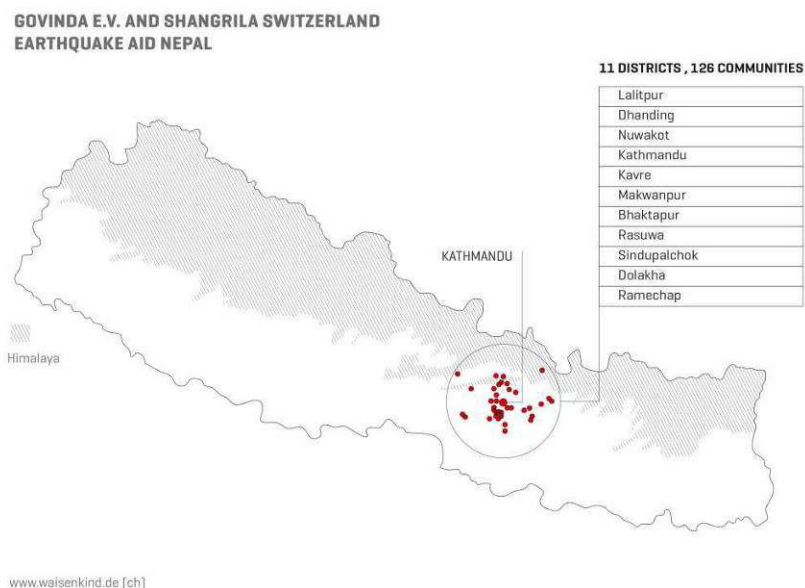 GOVINDA E.V. AND SHANGRILA SWITZERLAND
EARTHQUAKE AID NEPAL
11 DISTRICTS , 126 COMMUNITIES
Lalitpur
Dhanding
Nuwakot
Kathmandu
Kavre
Makwanpur
Bhaktapur
Rasuwa
Sindupalchok
Dolakha
Ramechap
KATHMANDU
Himalaya
www.waisenkind.de [ch]